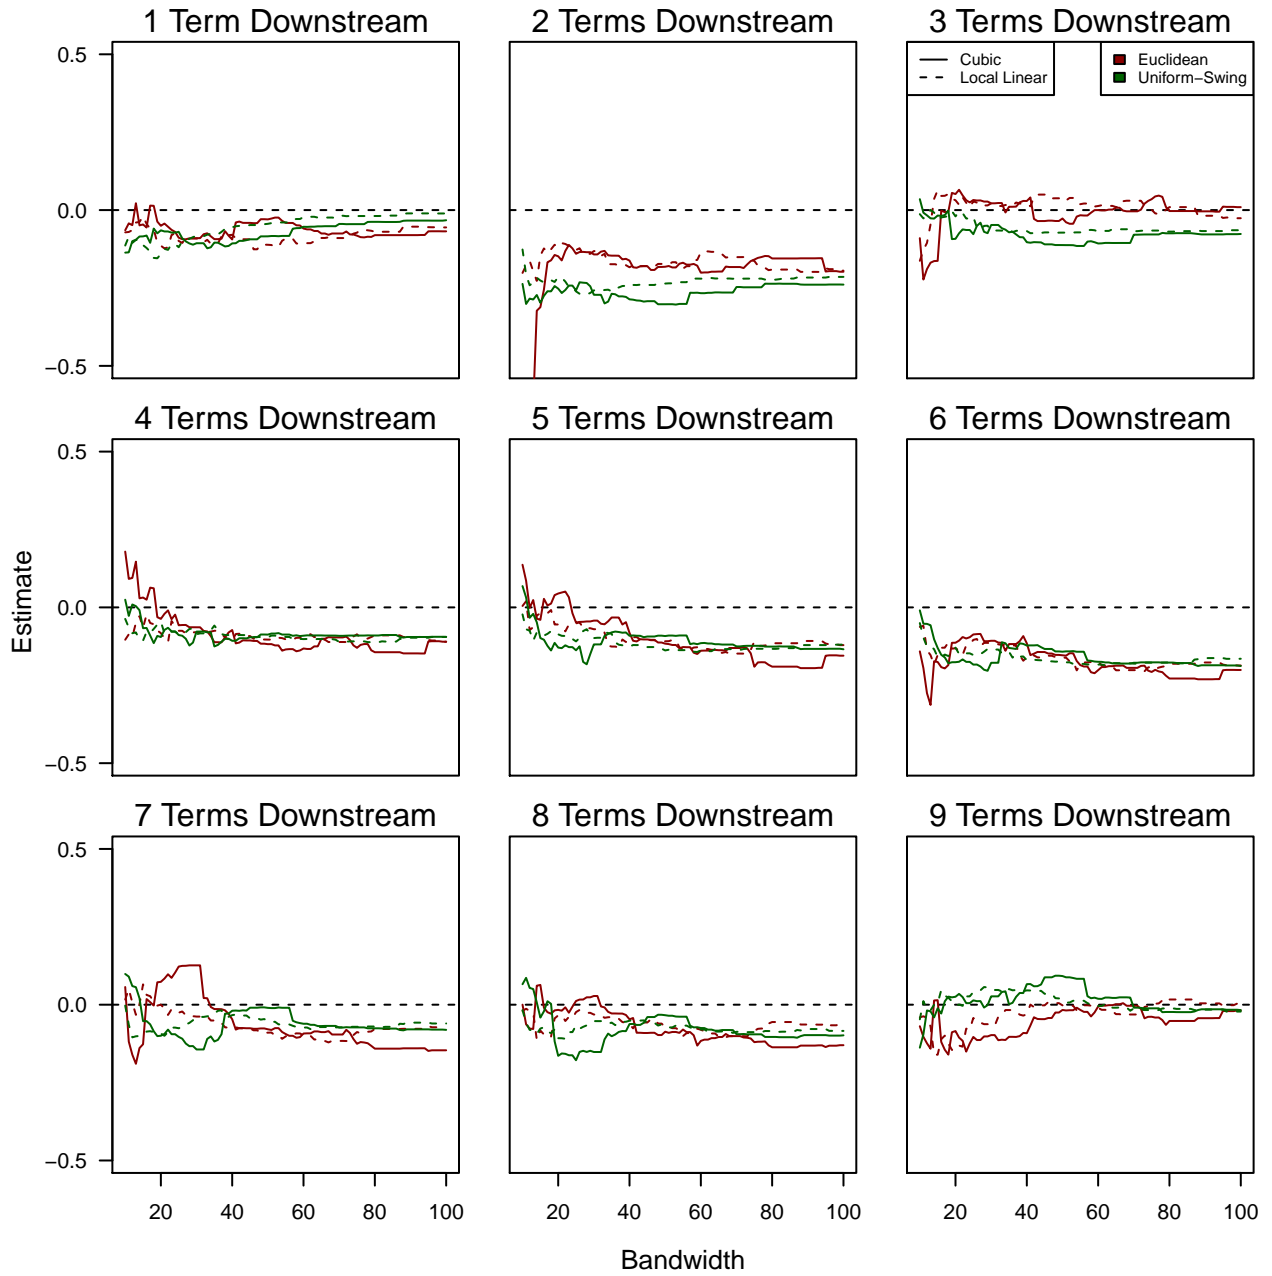 1 Term Downstream
2 Terms Downstream
3 Terms Downstream
0.5
0.0
−0.5
Cubic
Local Linear
Euclidean
Uniform−Swing
4 Terms Downstream
5 Terms Downstream
6 Terms Downstream
0.5
0.0
−0.5
Estimate
7 Terms Downstream
8 Terms Downstream
9 Terms Downstream
0.5
0.0
−0.5
20 40 60 80 100
20 40 60 80 100
20 40 60 80 100
Bandwidth